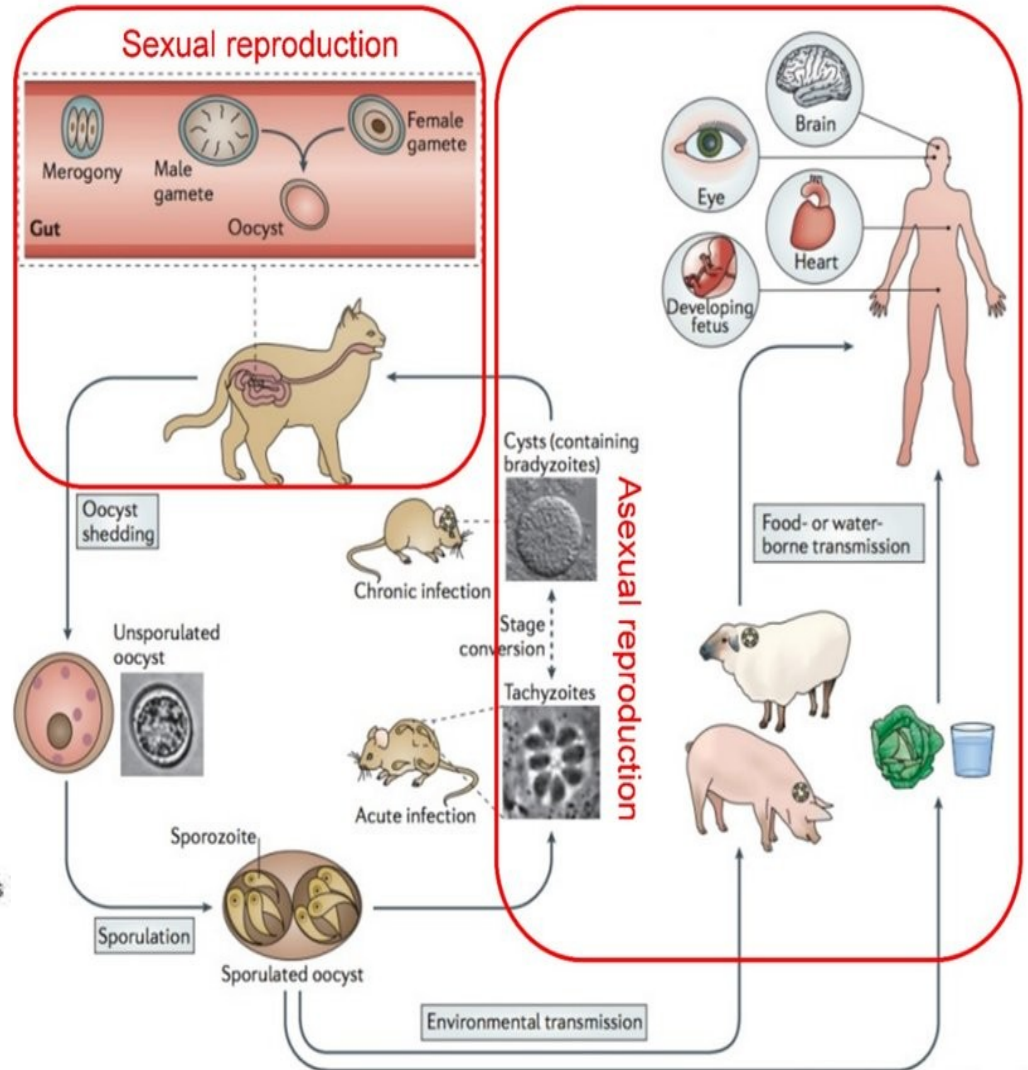 Sexual reproduction
Merogony
Male
gamete
Female
gamete
Gut
Oocyst
Brain
Eye
Heart
Developing
fetus
Cysts (containing
bradyzoites)
Oocyst
shedding
Chronic infection
Asexual reproduction
Food- or water-
borne transmission
Stage
conversion
Unsporulated
oocyst
Tachyzoites
Acute infection
Sporozoite
s
Sporulation
Sporulated oocyst
Environmental transmission